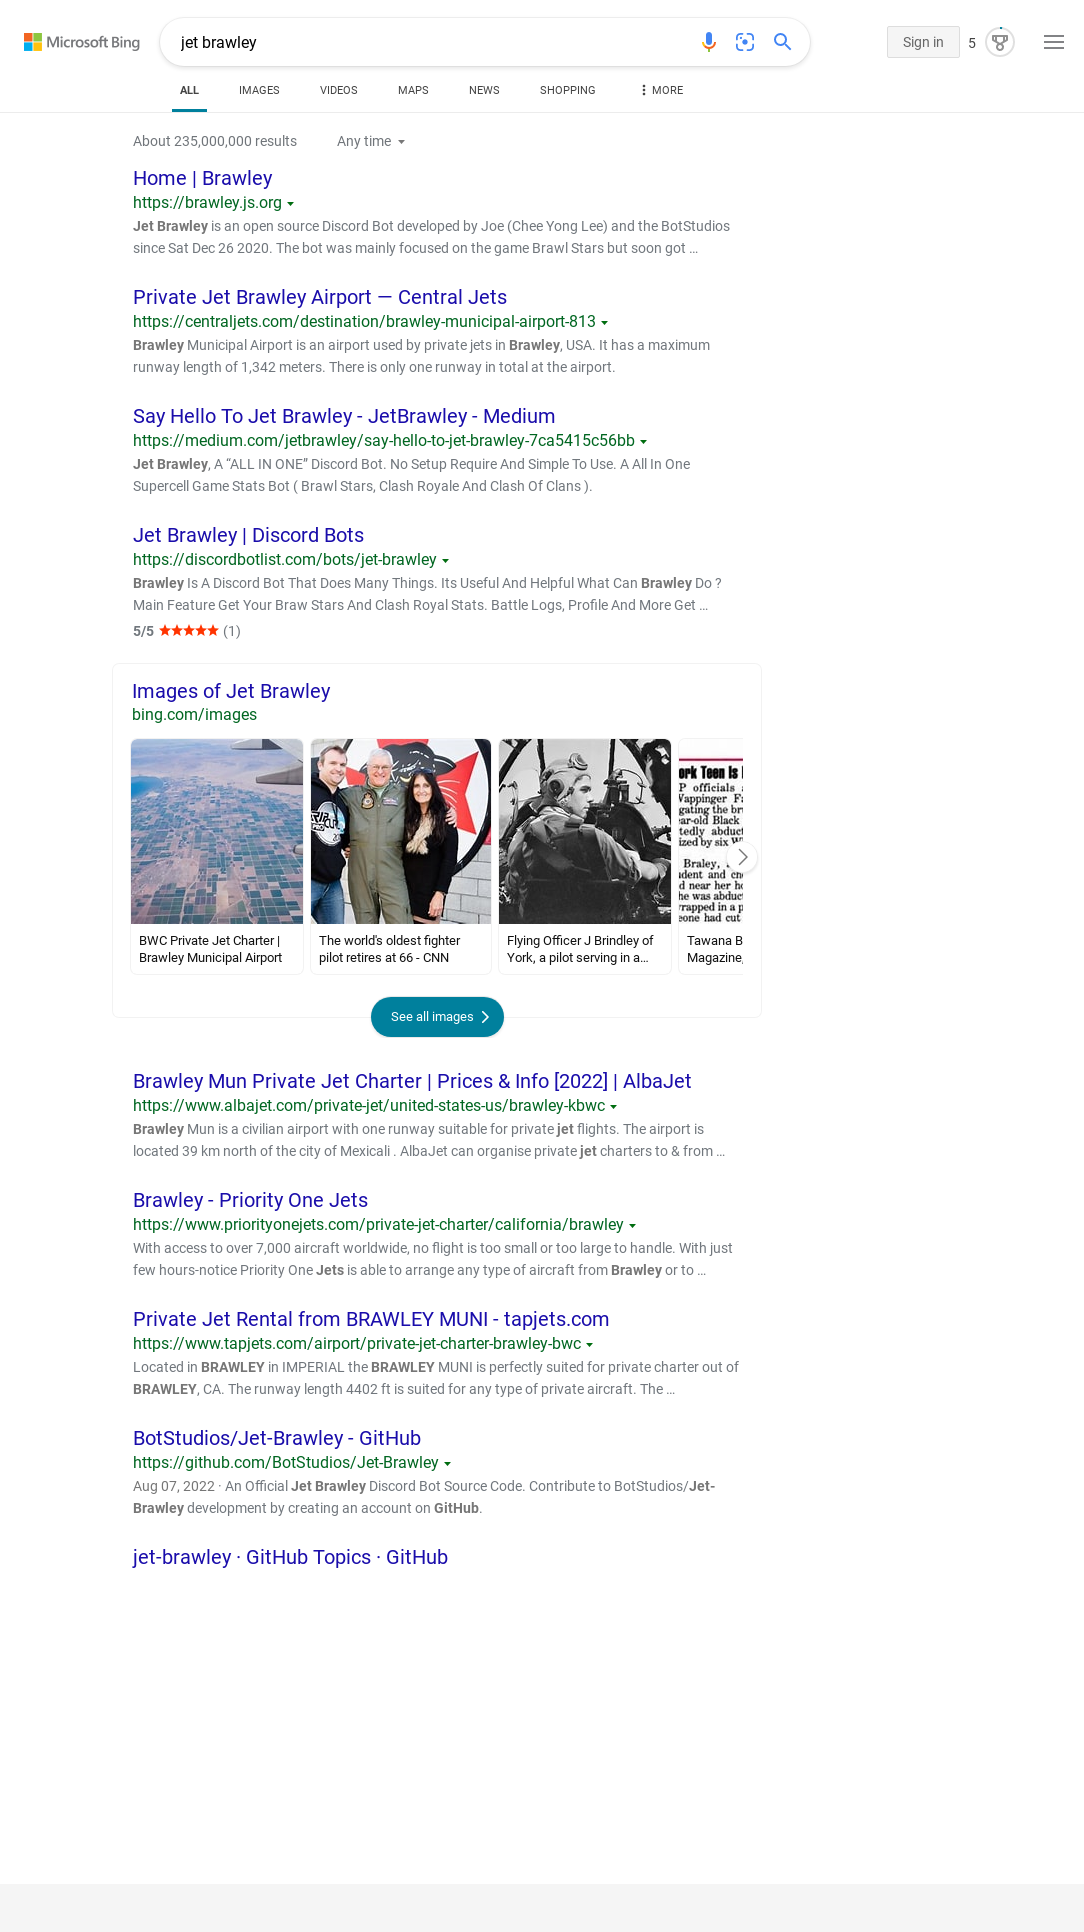 Microsoft Bing
jet brawley
Sign in
5
ALL
IMAGES
VIDEOS
MAPS
NEWS
SHOPPING
MORE
About 235,000,000 results
Any time
Home | Brawley
https://brawley.js.org
Jet Brawley is an open source Discord Bot developed by Joe (Chee Yong Lee) and the BotStudios
since Sat Dec 26 2020. The bot was mainly focused on the game Brawl Stars but soon got …
Private Jet Brawley Airport — Central Jets
https://centraljets.com/destination/brawley-municipal-airport-813
Brawley Municipal Airport is an airport used by private jets in Brawley, USA. It has a maximum
runway length of 1,342 meters. There is only one runway in total at the airport.
Say Hello To Jet Brawley - JetBrawley - Medium
https://medium.com/jetbrawley/say-hello-to-jet-brawley-7ca5415c56bb
Jet Brawley, A “ALL IN ONE” Discord Bot. No Setup Require And Simple To Use. A All In One
Supercell Game Stats Bot ( Brawl Stars, Clash Royale And Clash Of Clans ).
Jet Brawley | Discord Bots
https://discordbotlist.com/bots/jet-brawley
Brawley Is A Discord Bot That Does Many Things. Its Useful And Helpful What Can Brawley Do ?
Main Feature Get Your Braw Stars And Clash Royal Stats. Battle Logs, Profile And More Get …
5/5 ★★★★★ (1)
Images of Jet Brawley
bing.com/images
ork Teen Is
P officials
Wappinger Fa
gating the br
ear-old Black
tedly abduct
ized by six W
Braley,
udent and ch
d near her ho
he was abduct
wrapped in a p
eone had cut
BWC Private Jet Charter |
Brawley Municipal Airport
The world's oldest fighter
pilot retires at 66 - CNN
Flying Officer J Brindley of
York, a pilot serving in a…
Tawana B
Magazine,
See all images
Brawley Mun Private Jet Charter | Prices & Info [2022] | AlbaJet
https://www.albajet.com/private-jet/united-states-us/brawley-kbwc
Brawley Mun is a civilian airport with one runway suitable for private jet flights. The airport is
located 39 km north of the city of Mexicali . AlbaJet can organise private jet charters to & from …
Brawley - Priority One Jets
https://www.priorityonejets.com/private-jet-charter/california/brawley
With access to over 7,000 aircraft worldwide, no flight is too small or too large to handle. With just
few hours-notice Priority One Jets is able to arrange any type of aircraft from Brawley or to …
Private Jet Rental from BRAWLEY MUNI - tapjets.com
https://www.tapjets.com/airport/private-jet-charter-brawley-bwc
Located in BRAWLEY in IMPERIAL the BRAWLEY MUNI is perfectly suited for private charter out of
BRAWLEY, CA. The runway length 4402 ft is suited for any type of private aircraft. The …
BotStudios/Jet-Brawley - GitHub
https://github.com/BotStudios/Jet-Brawley
Aug 07, 2022 · An Official Jet Brawley Discord Bot Source Code. Contribute to BotStudios/Jet-
Brawley development by creating an account on GitHub.
jet-brawley · GitHub Topics · GitHub